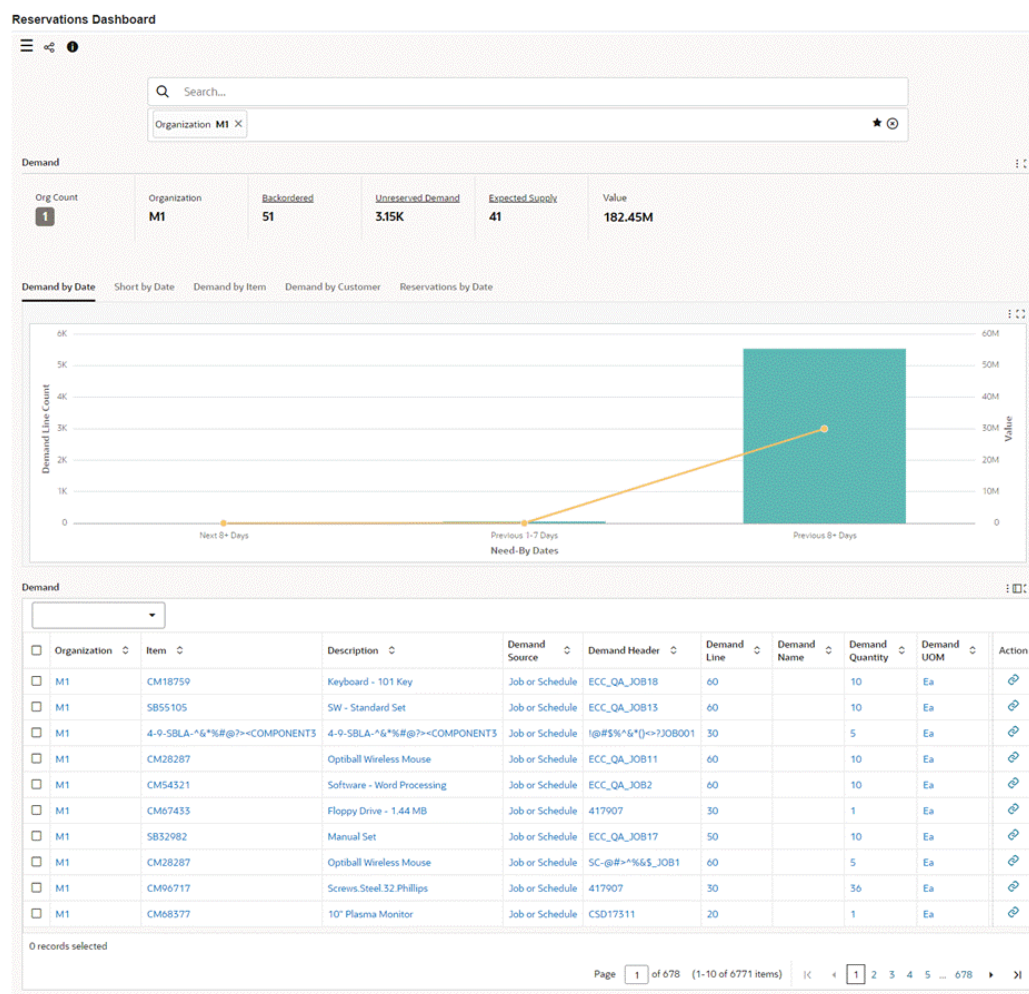 Reservations Dashboard
Search...
Organization M1 ×
Demand
Org Count Organization Backordered Unreserved Demand Expected Supply Value
1 M1 51 3.15K 41 182.45M
Demand by Date Short by Date Demand by Item Demand by Customer Reservations by Date
6K 60M
5K 50M
4K 40M
3K 30M
2K 20M
1K 10M
0 0
Demand Line Count
Value
Next 8+ Days Previous 1-7 Days Previous 8+ Days
Need-By Dates
Demand
Organization Item Description Demand Source Demand Header Demand Line Demand Name Demand Quantity Demand UOM Action
M1 CM18759 Keyboard - 101 Key Job or Schedule ECC_QA_JOB18 60 10 Ea
M1 SB55105 SW - Standard Set Job or Schedule ECC_QA_JOB13 60 10 Ea
M1 4-9-SBLA-^&*%#@?><COMPONENT3 4-9-SBLA-^&*%#@?><COMPONENT3 Job or Schedule !@#$%^&*()<>?JOB001 30 5 Ea
M1 CM28287 Optiball Wireless Mouse Job or Schedule ECC_QA_JOB11 60 10 Ea
M1 CM54321 Software - Word Processing Job or Schedule ECC_QA_JOB2 60 10 Ea
M1 CM67433 Floppy Drive - 1.44 MB Job or Schedule 417907 30 1 Ea
M1 SB32982 Manual Set Job or Schedule ECC_QA_JOB17 50 10 Ea
M1 CM28287 Optiball Wireless Mouse Job or Schedule SC-@#>^%&$_JOB1 60 5 Ea
M1 CM96717 Screws.Steel.32.Phillips Job or Schedule 417907 30 36 Ea
M1 CM68377 10" Plasma Monitor Job or Schedule CSD17311 20 1 Ea
0 records selected
Page 1 of 678 (1-10 of 6771 items) 1 2 3 4 5 ... 678